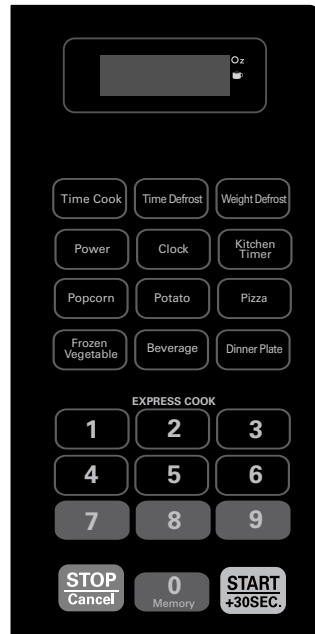 Oz
Time Cook Time Defrost Weight Defrost
Power Clock Kitchen
Timer
Popcorn Potato Pizza
Frozen
Vegetable Beverage Dinner Plate
EXPRESS COOK
1 2 3
4 5 6
7 8 9
STOP
Cancel
0
Memory
START
+30SEC.